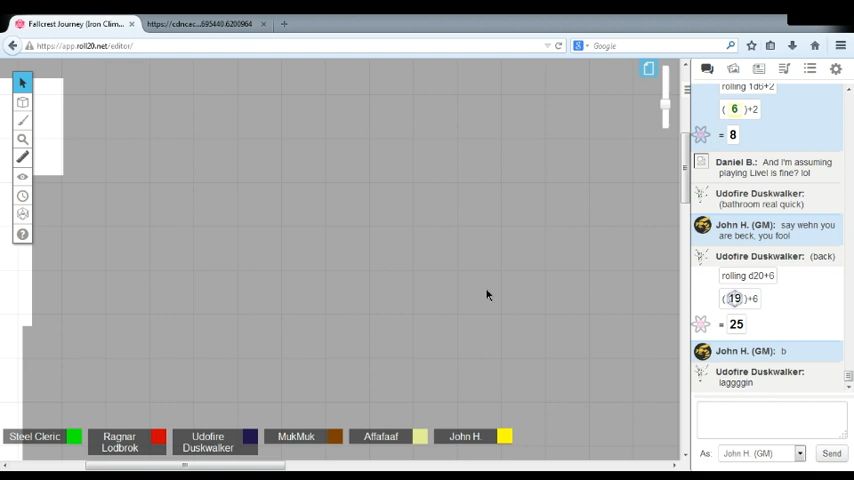 Fallcrest Journey (Iron Clim...
https://cdncac...695440.6200964
https://app.roll20.net/editor/
Google
rolling 1d6+2
( 6 )+2
= 8
Daniel B.: And I'm assuming
playing Livel is fine? lol
Udofire Duskwalker:
(bathroom real quick)
John H. (GM): say wehn you
are beck, you fool
Udofire Duskwalker: (back)
rolling d20+6
( 19 )+6
= 25
John H. (GM): b
Udofire Duskwalker:
laggggin
Steel Cleric
Ragnar
Lodbrok
Udofire
Duskwalker
MukMuk
Affafaaf
John H.
As:
John H. (GM)
Send